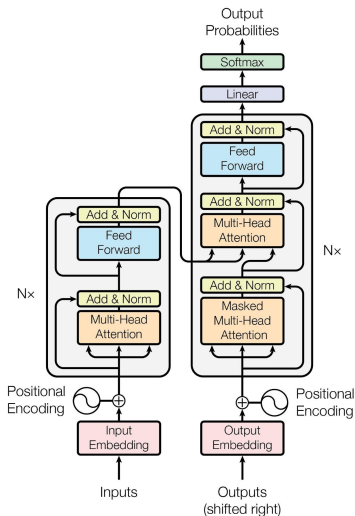 Output
Probabilities
Softmax
Linear
Add & Norm
Feed
Forward
Add & Norm
Multi-Head
Attention
Add & Norm
Masked
Multi-Head
Attention
N×
Positional
Encoding
Output
Embedding
Outputs
(shifted right)
Add & Norm
Feed
Forward
Add & Norm
Multi-Head
Attention
N×
Positional
Encoding
Input
Embedding
Inputs